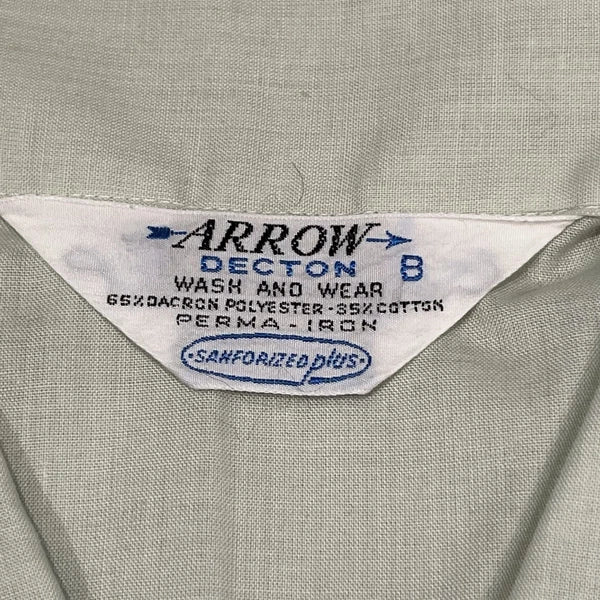 ARROW
DECTON B
WASH AND WEAR
65% DACRON POLYESTER - 35% COTTON
PERMA - IRON
SANFORIZED plus